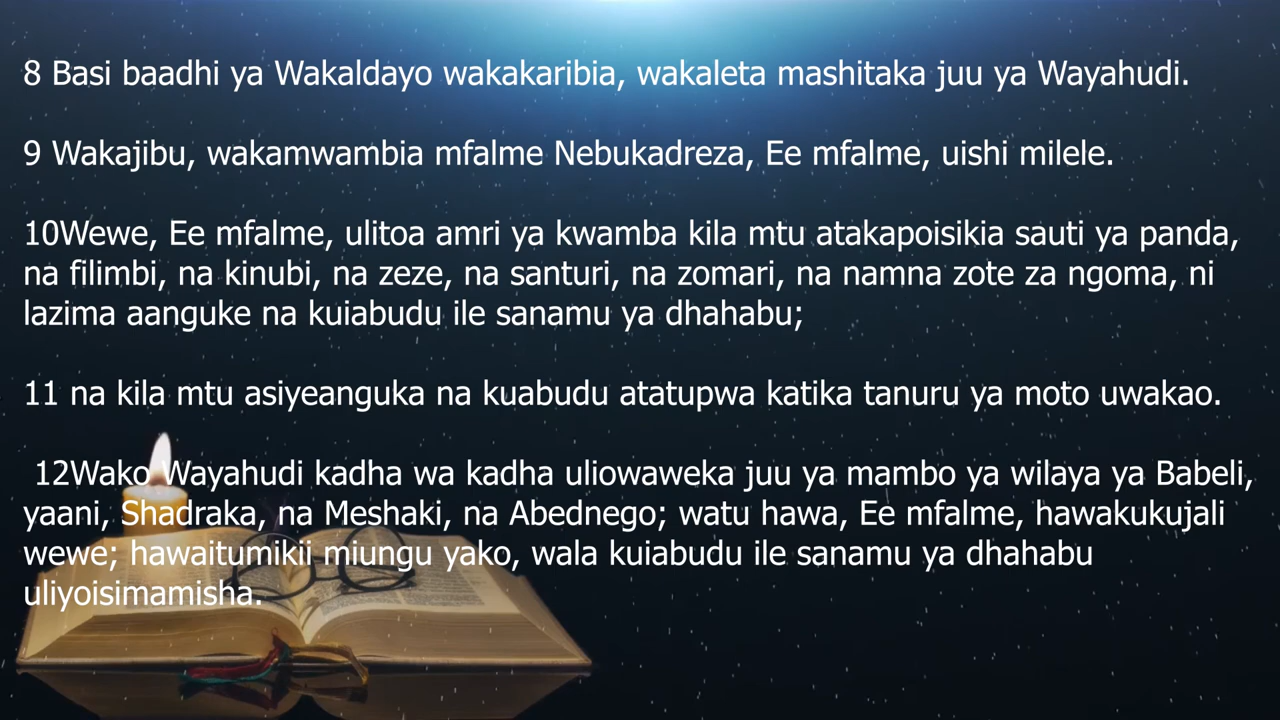 8 Basi baadhi ya Wakaldayo wakakaribia, wakaleta mashitaka juu ya Wayahudi.
9 Wakajibu, wakamwambia mfalme Nebukadreza, Ee mfalme, uishi milele.
10Wewe, Ee mfalme, ulitoa amri ya kwamba kila mtu atakapoisikia sauti ya panda,
na filimbi, na kinubi, na zeze, na santuri, na zomari, na namna zote za ngoma, ni
lazima aanguke na kuiabudu ile sanamu ya dhahabu;
11 na kila mtu asiyeanguka na kuabudu atatupwa katika tanuru ya moto uwakao.
12Wako Wayahudi kadha wa kadha uliowaweka juu ya mambo ya wilaya ya Babeli,
yaani, Shadraka, na Meshaki, na Abednego; watu hawa, Ee mfalme, hawakukujali
wewe; hawaitumikii miungu yako, wala kuiabudu ile sanamu ya dhahabu
uliyoisimamisha.